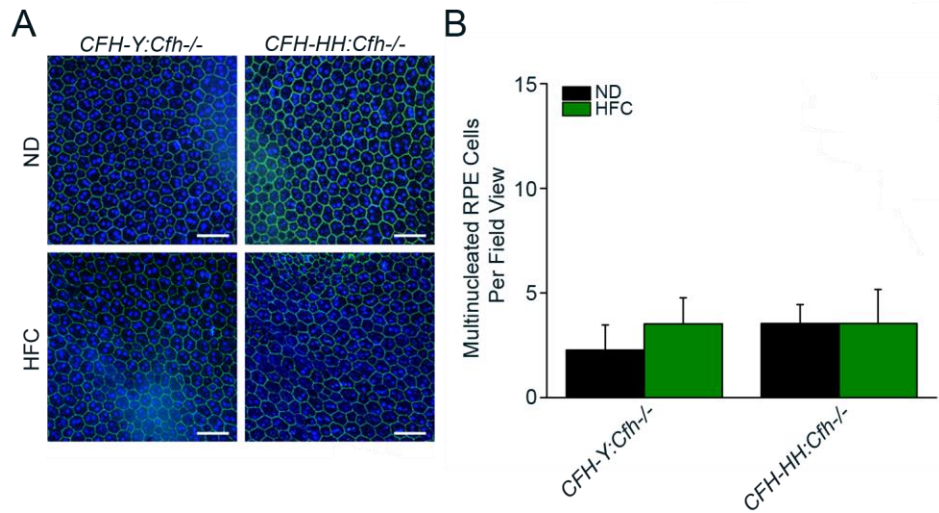 A
CFH-Y:Cfh-/-
CFH-HH:Cfh-/-
ND
HFC
B
Multinucleated RPE Cells
Per Field View
15
10
5
0
ND
HFC
CFH-Y:Cfh-/-
CFH-HH:Cfh-/-